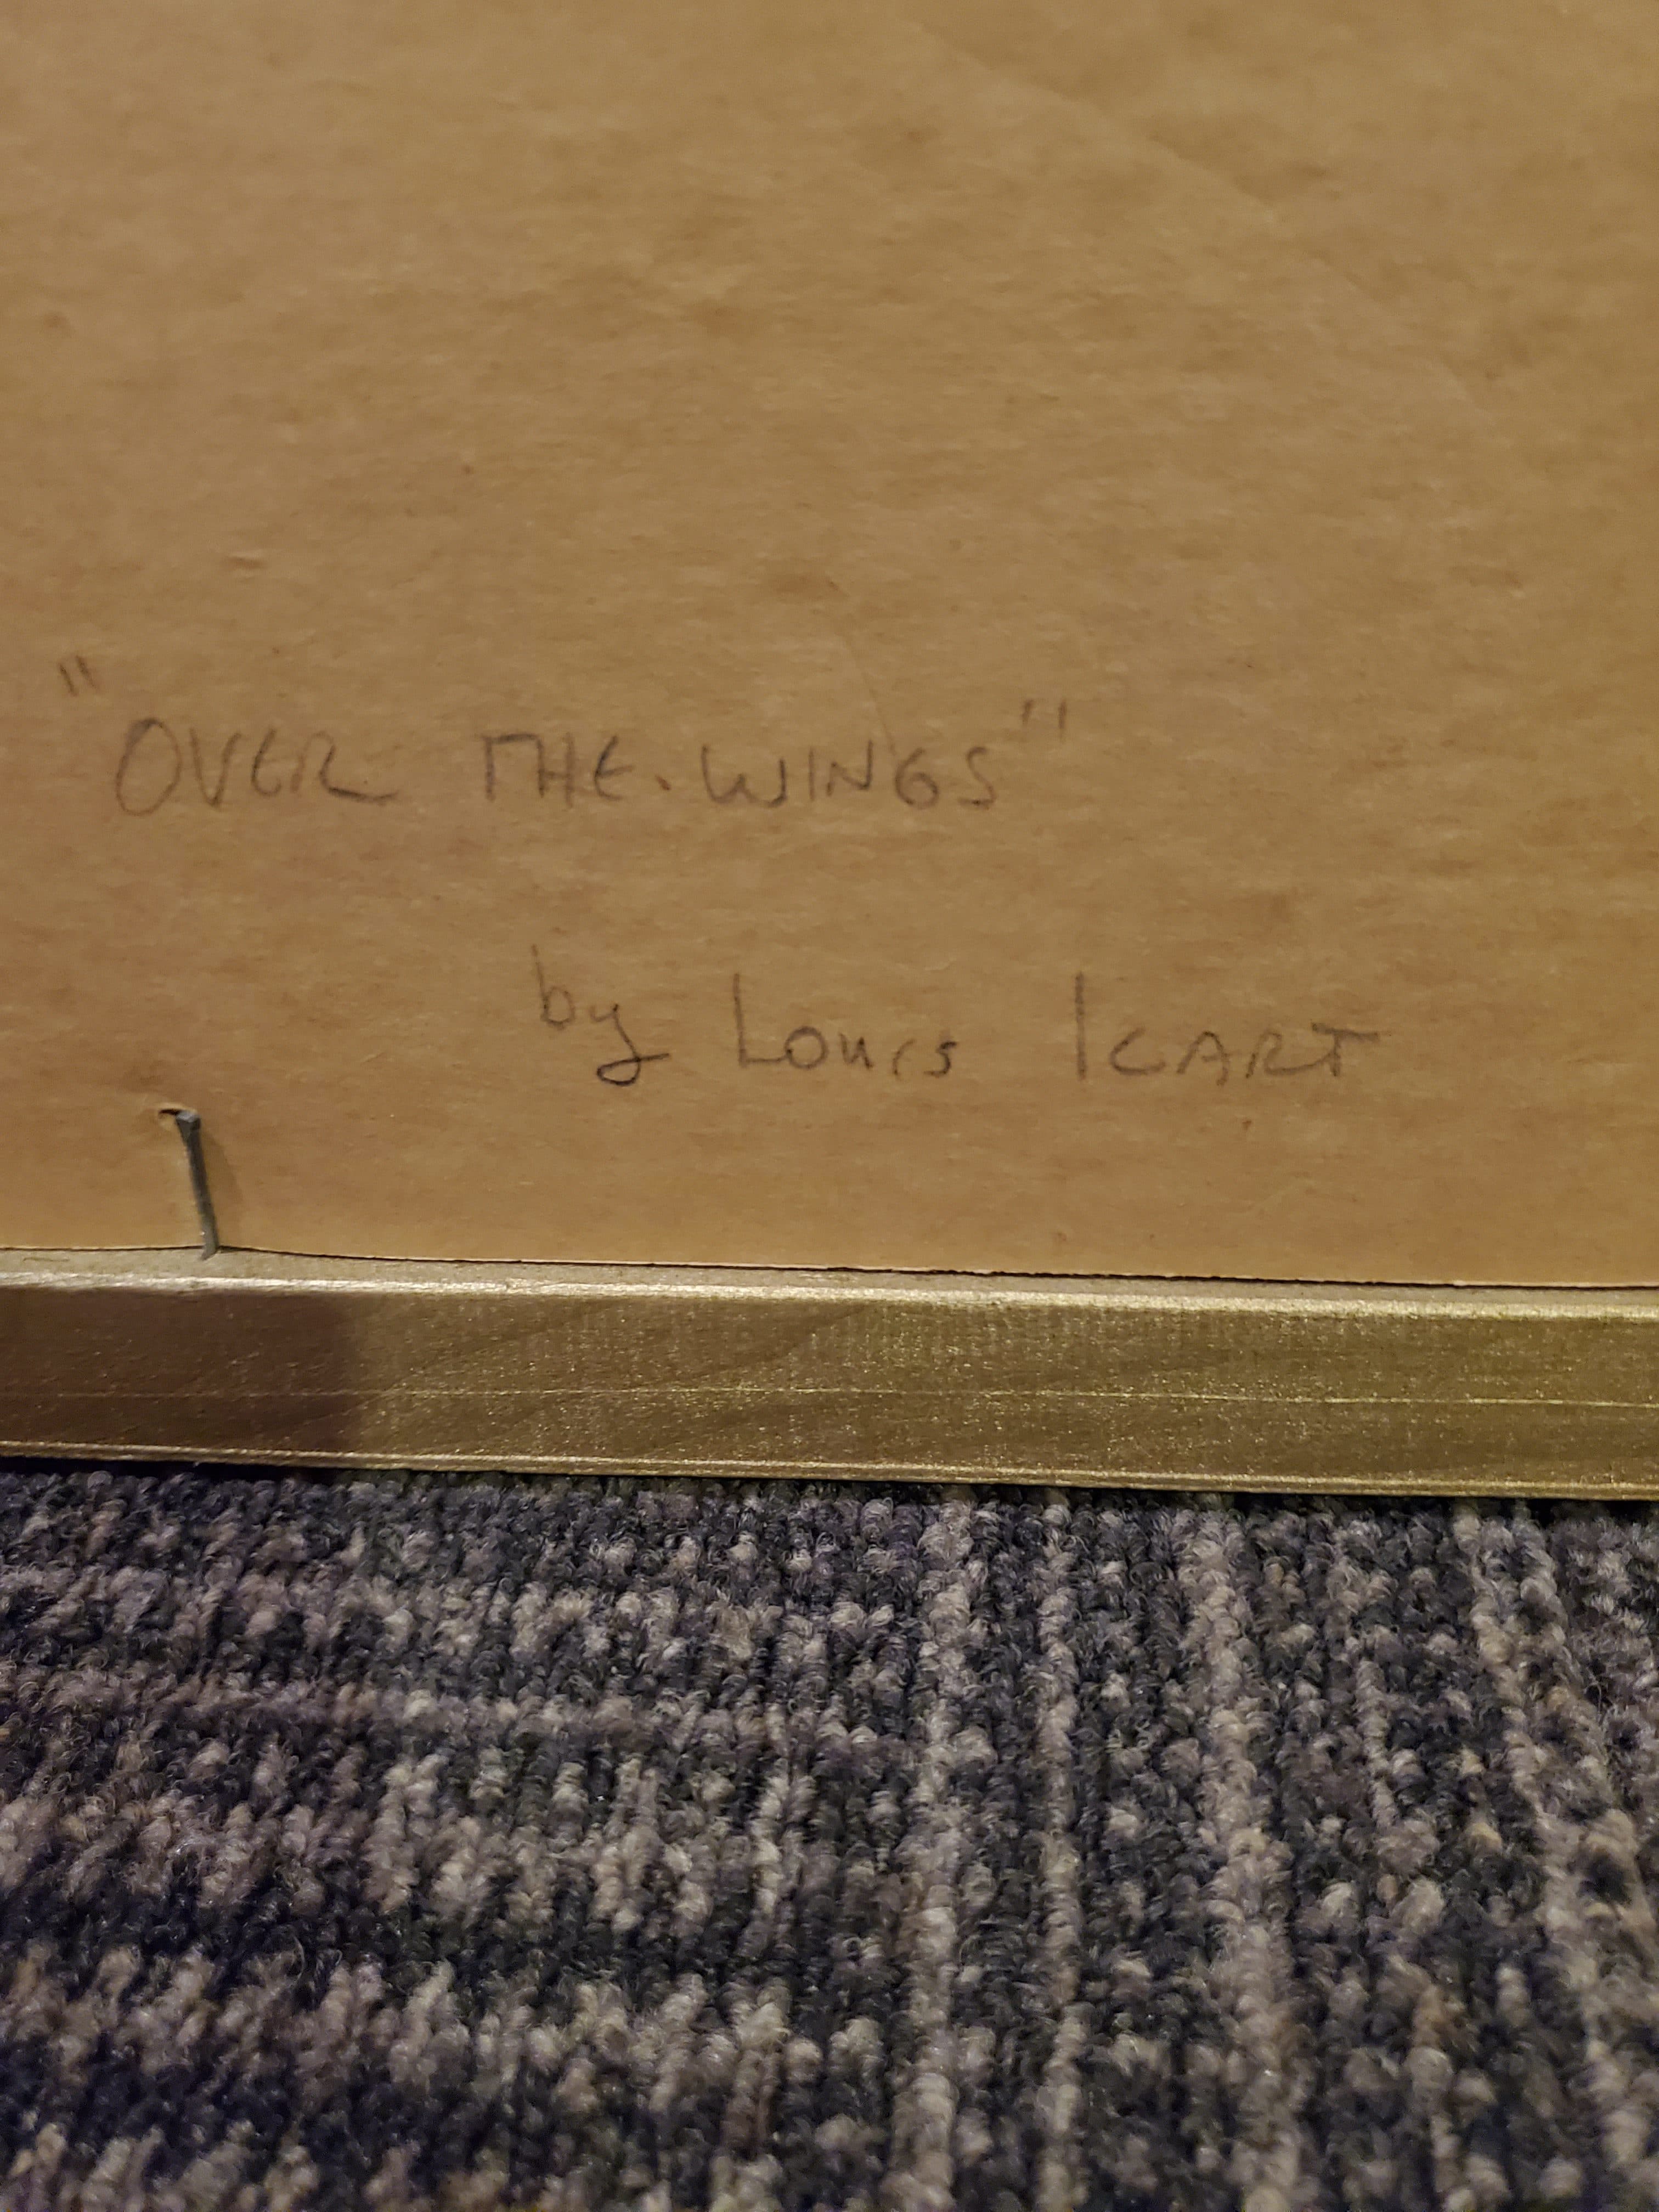 "OVER THE. WINGS"
by Louis ICART